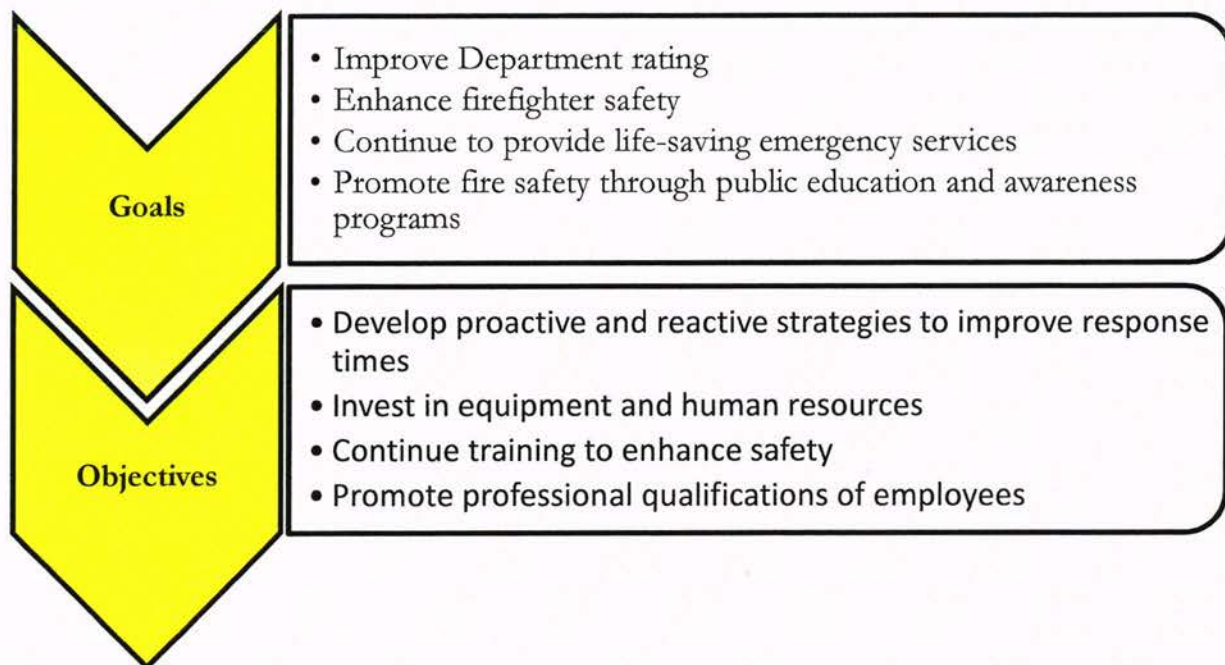 Goals
• Improve Department rating
• Enhance firefighter safety
• Continue to provide life-saving emergency services
• Promote fire safety through public education and awareness
programs
Objectives
• Develop proactive and reactive strategies to improve response
times
• Invest in equipment and human resources
• Continue training to enhance safety
• Promote professional qualifications of employees